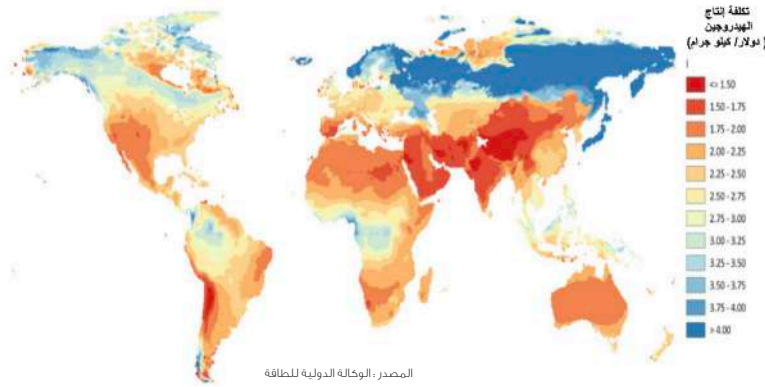 تكلفة إنتاج
الهيدروجين
(دولار/ كيلو جرام)
<= 1.50
1.50 - 1.75
1.75 - 2.00
2.00 - 2.25
2.25 - 2.50
2.50 - 2.75
2.75 - 3.00
3.00 - 3.25
3.25 - 3.50
3.50 - 3.75
3.75 - 4.00
> 4.00
المصدر : الوكالة الدولية للطاقة